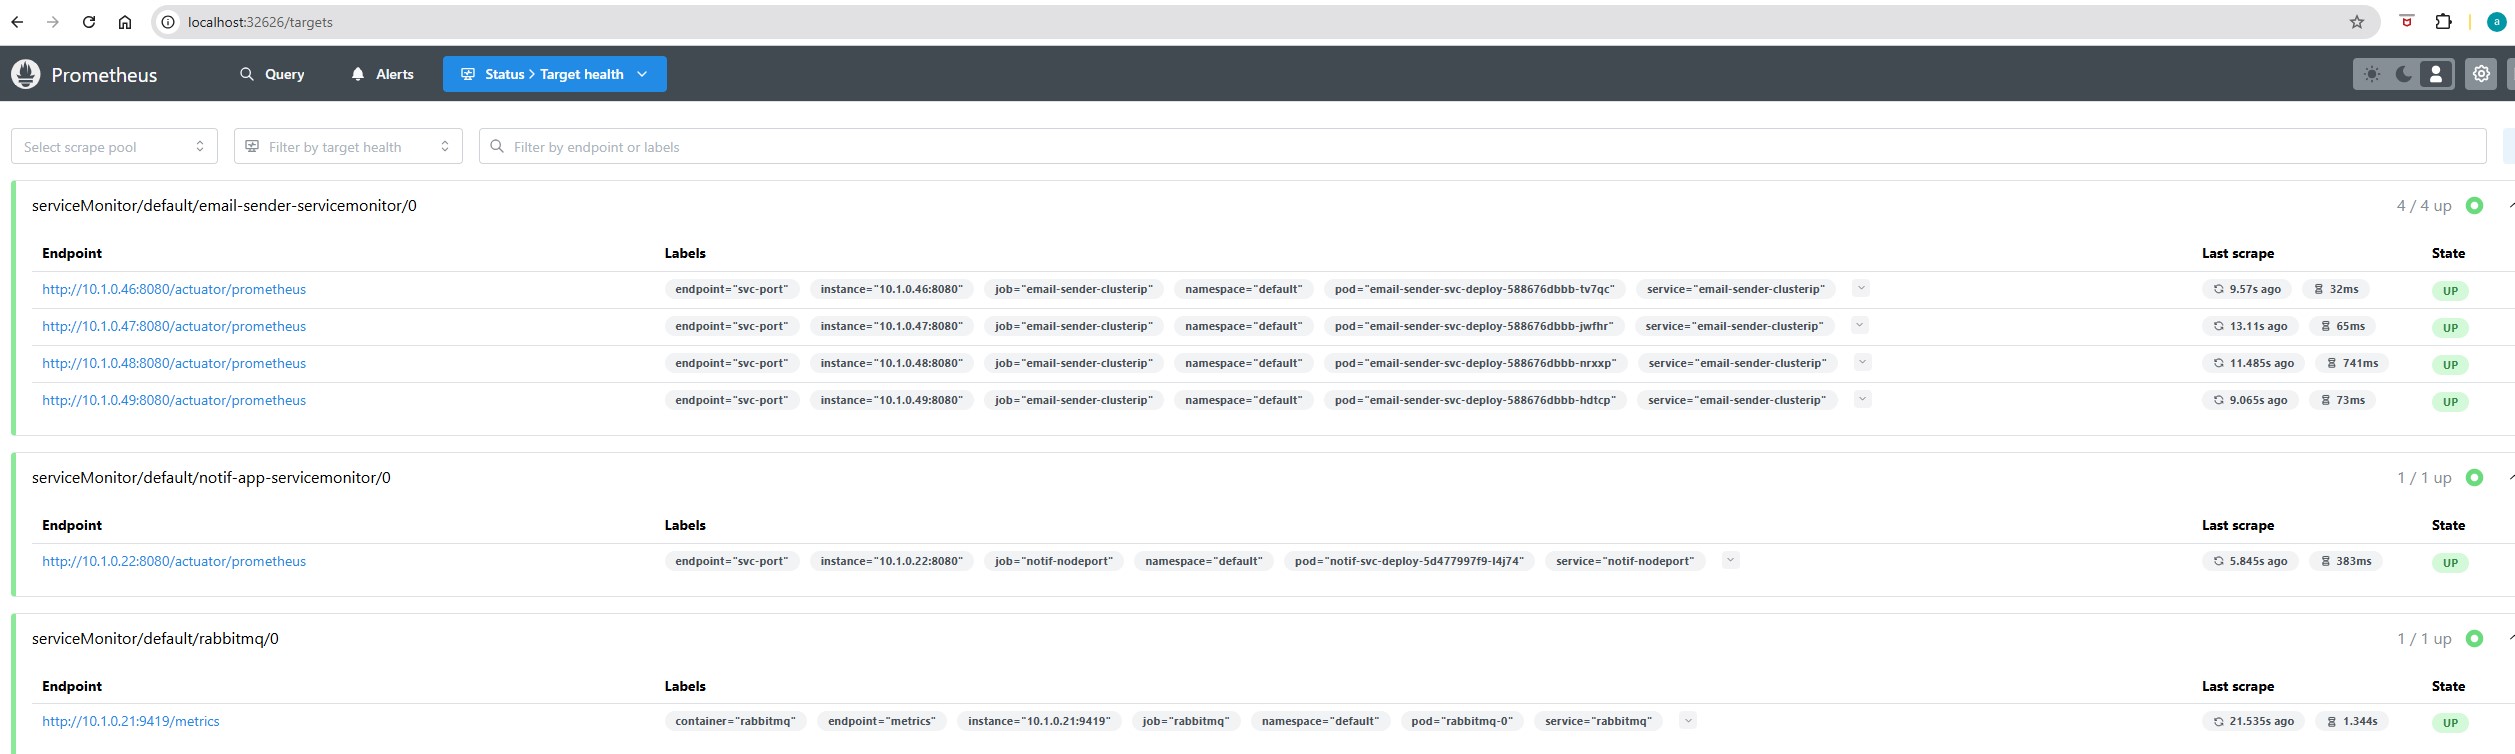 localhost:32626/targets
a
Prometheus Query Alerts Status > Target health
Select scrape pool Filter by target health Filter by endpoint or labels
serviceMonitor/default/email-sender-servicemonitor/0 4 / 4 up
Endpoint Labels Last scrape State
http://10.1.0.46:8080/actuator/prometheus endpoint="svc-port" instance="10.1.0.46:8080" job="email-sender-clusterip" namespace="default" pod="email-sender-svc-deploy-588676dbbb-tv7qc" service="email-sender-clusterip" 9.57s ago 32ms UP
http://10.1.0.47:8080/actuator/prometheus endpoint="svc-port" instance="10.1.0.47:8080" job="email-sender-clusterip" namespace="default" pod="email-sender-svc-deploy-588676dbbb-jwfhr" service="email-sender-clusterip" 13.11s ago 65ms UP
http://10.1.0.48:8080/actuator/prometheus endpoint="svc-port" instance="10.1.0.48:8080" job="email-sender-clusterip" namespace="default" pod="email-sender-svc-deploy-588676dbbb-nrxxp" service="email-sender-clusterip" 11.485s ago 741ms UP
http://10.1.0.49:8080/actuator/prometheus endpoint="svc-port" instance="10.1.0.49:8080" job="email-sender-clusterip" namespace="default" pod="email-sender-svc-deploy-588676dbbb-hdtcp" service="email-sender-clusterip" 9.065s ago 73ms UP
serviceMonitor/default/notif-app-servicemonitor/0 1 / 1 up
Endpoint Labels Last scrape State
http://10.1.0.22:8080/actuator/prometheus endpoint="svc-port" instance="10.1.0.22:8080" job="notif-nodeport" namespace="default" pod="notif-svc-deploy-5d477997f9-l4j74" service="notif-nodeport" 5.845s ago 383ms UP
serviceMonitor/default/rabbitmq/0 1 / 1 up
Endpoint Labels Last scrape State
http://10.1.0.21:9419/metrics container="rabbitmq" endpoint="metrics" instance="10.1.0.21:9419" job="rabbitmq" namespace="default" pod="rabbitmq-0" service="rabbitmq" 21.535s ago 1.344s UP